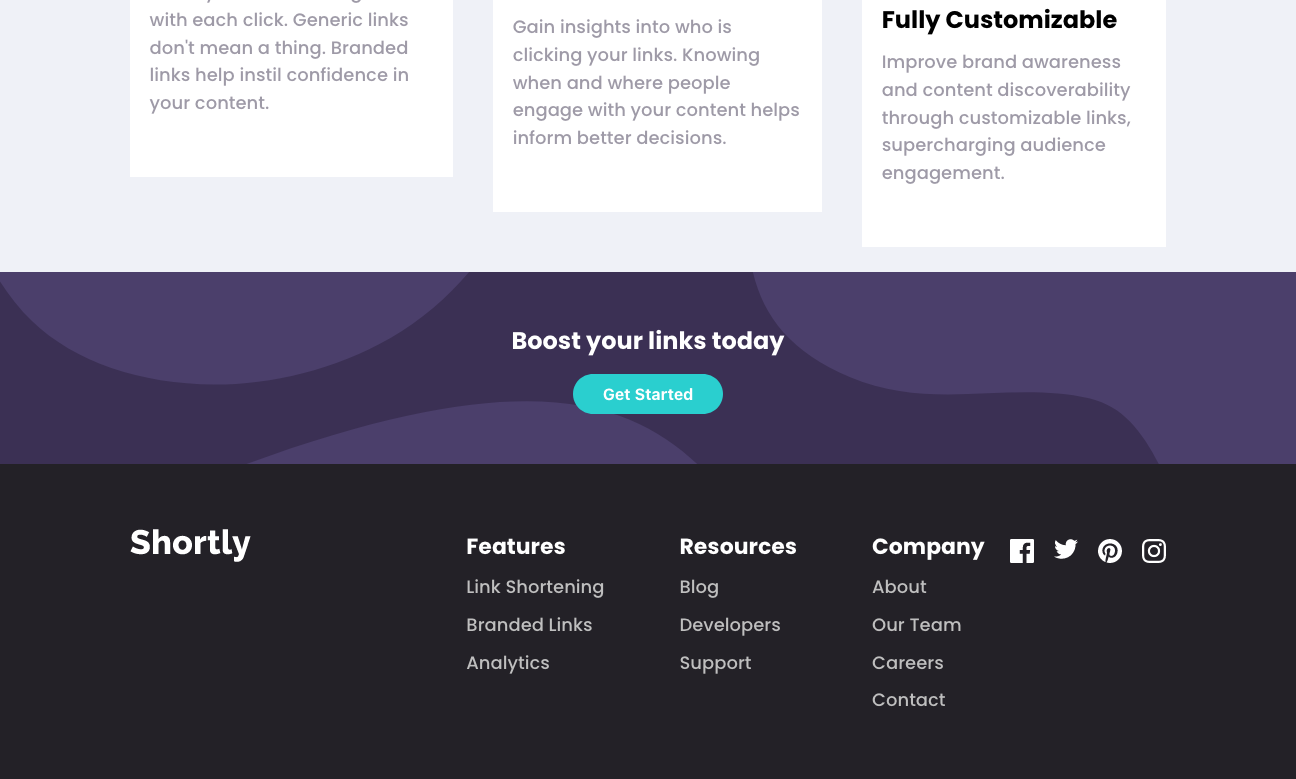 with each click. Generic links
don't mean a thing. Branded
links help instil confidence in
your content.
Gain insights into who is
clicking your links. Knowing
when and where people
engage with your content helps
inform better decisions.
Fully Customizable
Improve brand awareness
and content discoverability
through customizable links,
supercharging audience
engagement.
Boost your links today
Get Started
Shortly
Features
Link Shortening
Branded Links
Analytics
Resources
Blog
Developers
Support
Company
About
Our Team
Careers
Contact